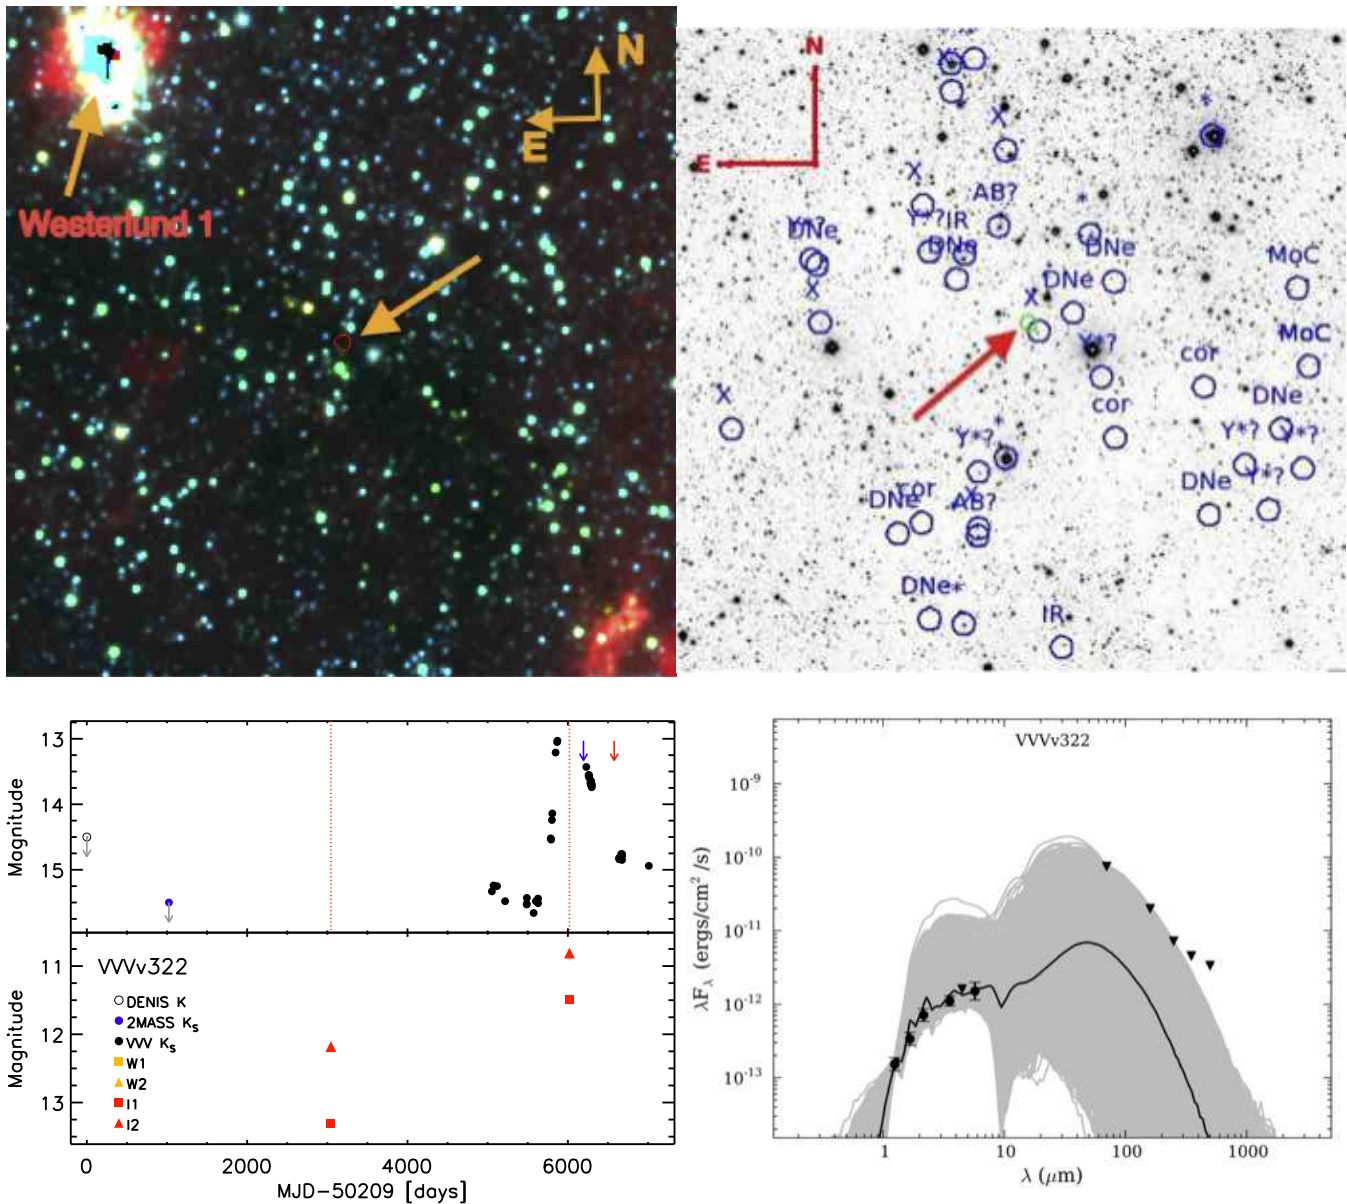 N
E
Westerlund 1
N
E
X
*
*
X
X
AB?
*
Y*?
DNe
Y*?
IR
DNe
DNe
MoC
X
X
DNe
Y*?
cor
MoC
X
cor
DNe
*
Y*?
Y*?
Y*?
cor
DNe
X
AB?
DNe
Y*?
DNe
*
IR
13
14
15
Magnitude
11
12
13
Magnitude
VVVv322
DENIS K
2MASS Ks
VVV Ks
W1
W2
I1
I2
0
2000
4000
6000
MJD-50209 [days]
VVVv322
10⁻⁹
10⁻¹⁰
10⁻¹¹
10⁻¹²
10⁻¹³
λFλ (ergs/cm² /s)
1
10
100
1000
λ (μm)